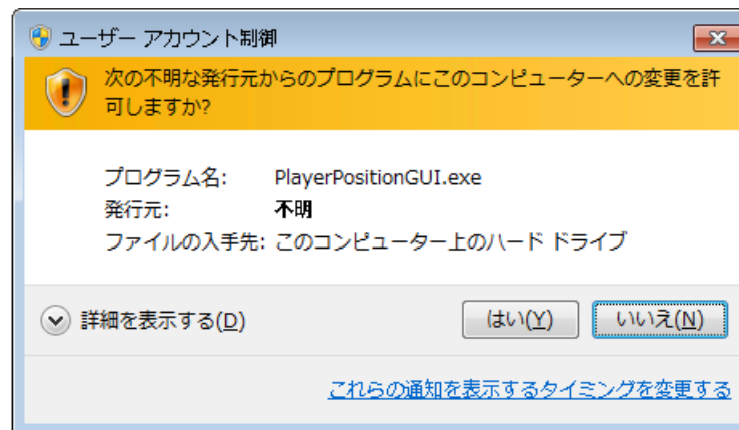 ユーザー アカウント制御
次の不明な発行元からのプログラムにこのコンピューターへの変更を許
可しますか?
プログラム名: PlayerPositionGUI.exe
発行元: 不明
ファイルの入手先: このコンピューター上のハード ドライブ
詳細を表示する(D) はい(Y) いいえ(N)
これらの通知を表示するタイミングを変更する